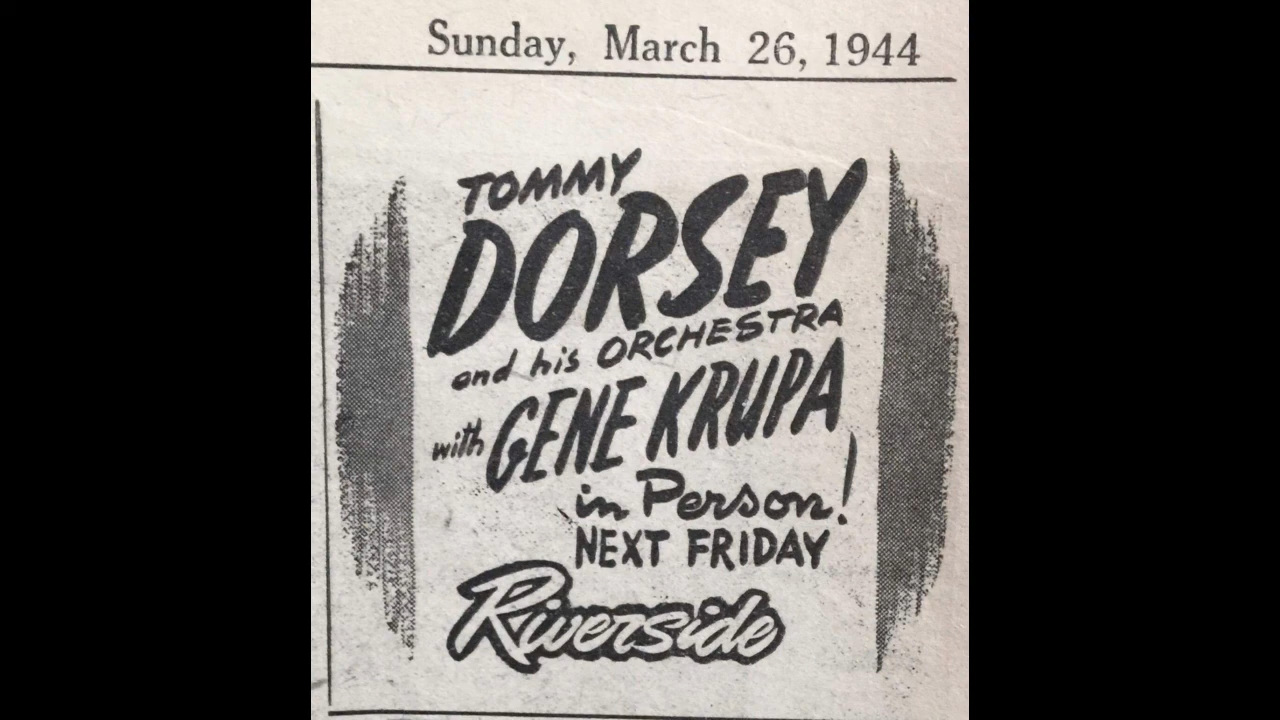 Sunday, March 26, 1944
TOMMY
DORSEY
and his ORCHESTRA
with GENE KRUPA
in Person!
NEXT FRIDAY
Riverside